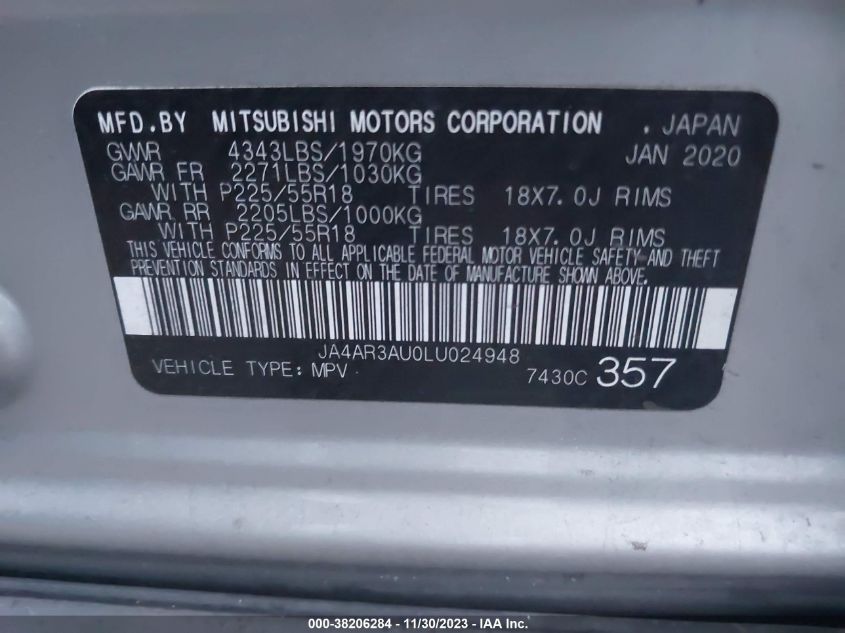 MFD.BY MITSUBISHI MOTORS CORPORATION . JAPAN
GVWR 4343LBS/1970KG JAN 2020
GAWR FR 2271LBS/1030KG
WITH P225/55R18 TIRES 18X7.0J RIMS
GAWR RR 2205LBS/1000KG
WITH P225/55R18 TIRES 18X7.0J RIMS
THIS VEHICLE CONFORMS TO ALL APPLICABLE FEDERAL MOTOR VEHICLE SAFETY AND THEFT
PREVENTION STANDARDS IN EFFECT ON THE DATE OF MANUFACTURE SHOWN ABOVE.
JA4AR3AU0LU024948
VEHICLE TYPE: MPV 7430C 357
000-38206284 - 11/30/2023 - IAA Inc.